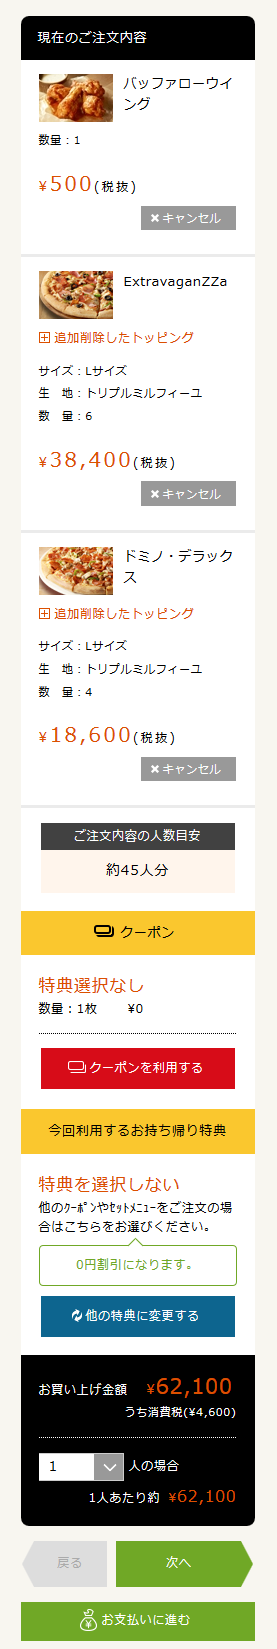 現在のご注文内容
バッファローウイ
ング
数量：1
¥500(税抜)
✖キャンセル
ExtravaganZZa
追加削除したトッピング
サイズ：Lサイズ
生　地：トリプルミルフィーユ
数　量：6
¥38,400(税抜)
✖キャンセル
ドミノ・デラック
ス
追加削除したトッピング
サイズ：Lサイズ
生　地：トリプルミルフィーユ
数　量：4
¥18,600(税抜)
✖キャンセル
ご注文内容の人数目安
約45人分
クーポン
特典選択なし
数量：1枚　　¥0
クーポンを利用する
今回利用するお持ち帰り特典
特典を選択しない
他のｸｰﾎﾟﾝやｾｯﾄﾒﾆｭｰをご注文の場
合はこちらをお選びください。
0円割引になります。
他の特典に変更する
お買い上げ金額　¥62,100
うち消費税(¥4,600)
1 人の場合
1人あたり約 ¥62,100
戻る 次へ
お支払いに進む